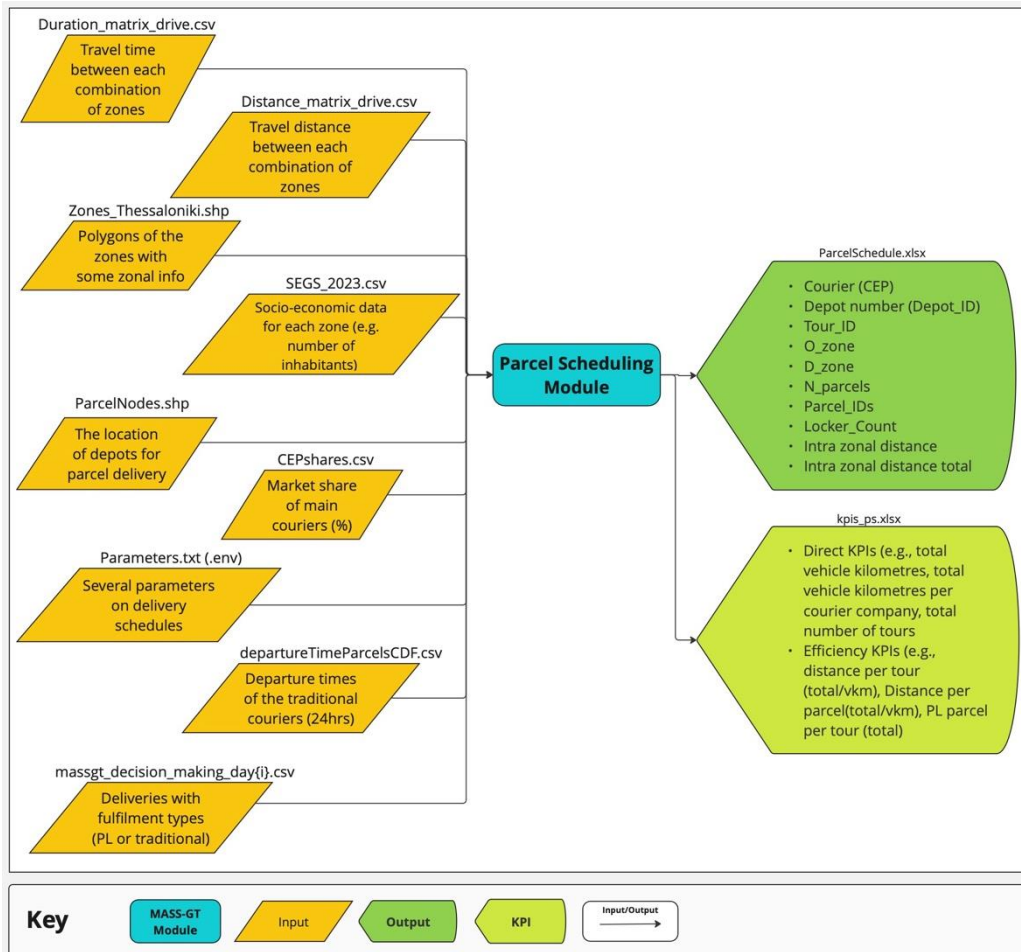 Duration_matrix_drive.csv
Travel time
between each
combination
of zones
Distance_matrix_drive.csv
Travel distance
between each
combination of
zones
Zones_Thessaloniki.shp
Polygons of the
zones with
some zonal info
SEGS_2023.csv
Socio-economic data
for each zone (e.g.
number of
inhabitants)
ParcelNodes.shp
The location
of depots for
parcel delivery
CEPshares.csv
Market share
of main
couriers (%)
Parameters.txt (.env)
Several parameters
on delivery
schedules
departureTimeParcelsCDF.csv
Departure times
of the traditional
couriers (24hrs)
massgt_decision_making_day{i}.csv
Deliveries with
fulfilment types
(PL or traditional)
Parcel Scheduling
Module
ParcelSchedule.xlsx
• Courier (CEP)
• Depot number (Depot_ID)
• Tour_ID
• O_zone
• D_zone
• N_parcels
• Parcel_IDs
• Locker_Count
• Intra zonal distance
• Intra zonal distance total
kpis_ps.xlsx
• Direct KPIs (e.g., total
vehicle kilometres, total
vehicle kilometres per
courier company, total
number of tours
• Efficiency KPIs (e.g.,
distance per tour
(total/vkm), Distance per
parcel(total/vkm), PL parcel
per tour (total)
Key
MASS-GT
Module
Input
Output
KPI
Input/Output